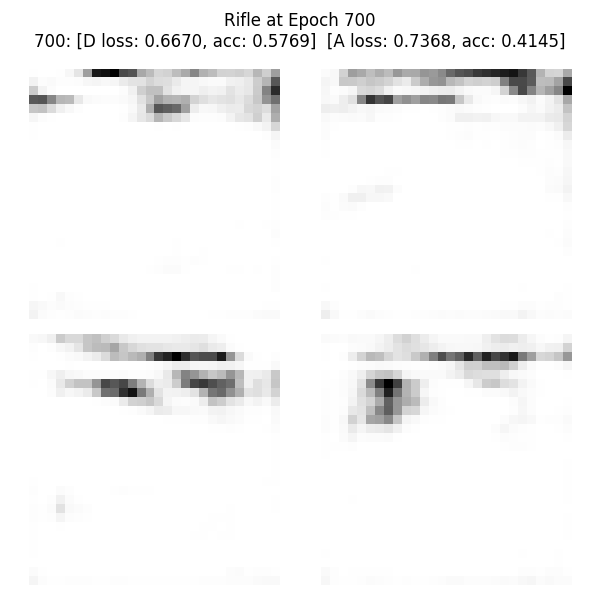 Rifle at Epoch 700
700: [D loss: 0.6670, acc: 0.5769]  [A loss: 0.7368, acc: 0.4145]